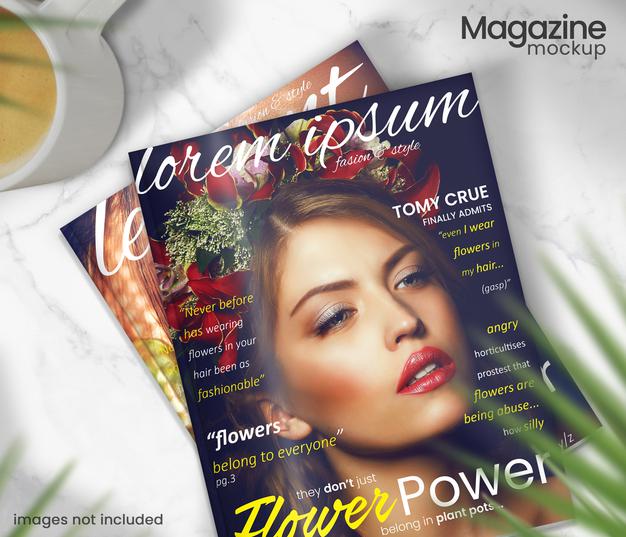 Magazine
mockup
lorem ipsum
fasion & style
TOMY CRUE
FINALLY ADMITS
"even I wear
flowers in
my hair...
(gasp)"
"Never before
has wearing
flowers in your
hair been as
fashionable"
angry
horticultises
prostest that
flowers are
being abuse...
how silly
"flowers
belong to everyone"
pg.3
they don't just
FlowerPower
belong in plant pots...
images not included